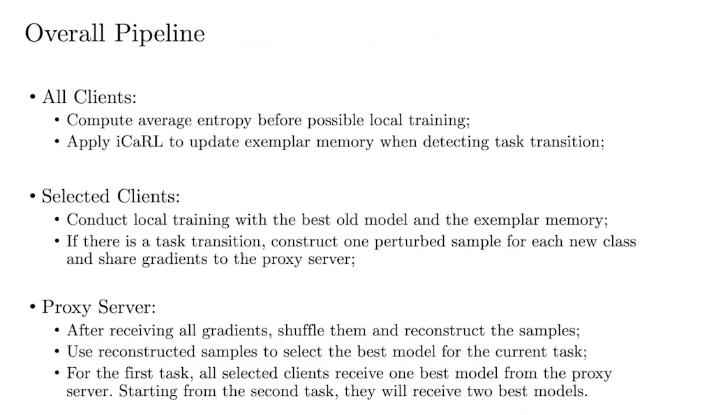 Overall Pipeline
• All Clients:
• Compute average entropy before possible local training;
• Apply iCaRL to update exemplar memory when detecting task transition;
• Selected Clients:
• Conduct local training with the best old model and the exemplar memory;
• If there is a task transition, construct one perturbed sample for each new class
and share gradients to the proxy server;
• Proxy Server:
• After receiving all gradients, shuffle them and reconstruct the samples;
• Use reconstructed samples to select the best model for the current task;
• For the first task, all selected clients receive one best model from the proxy
server. Starting from the second task, they will receive two best models.